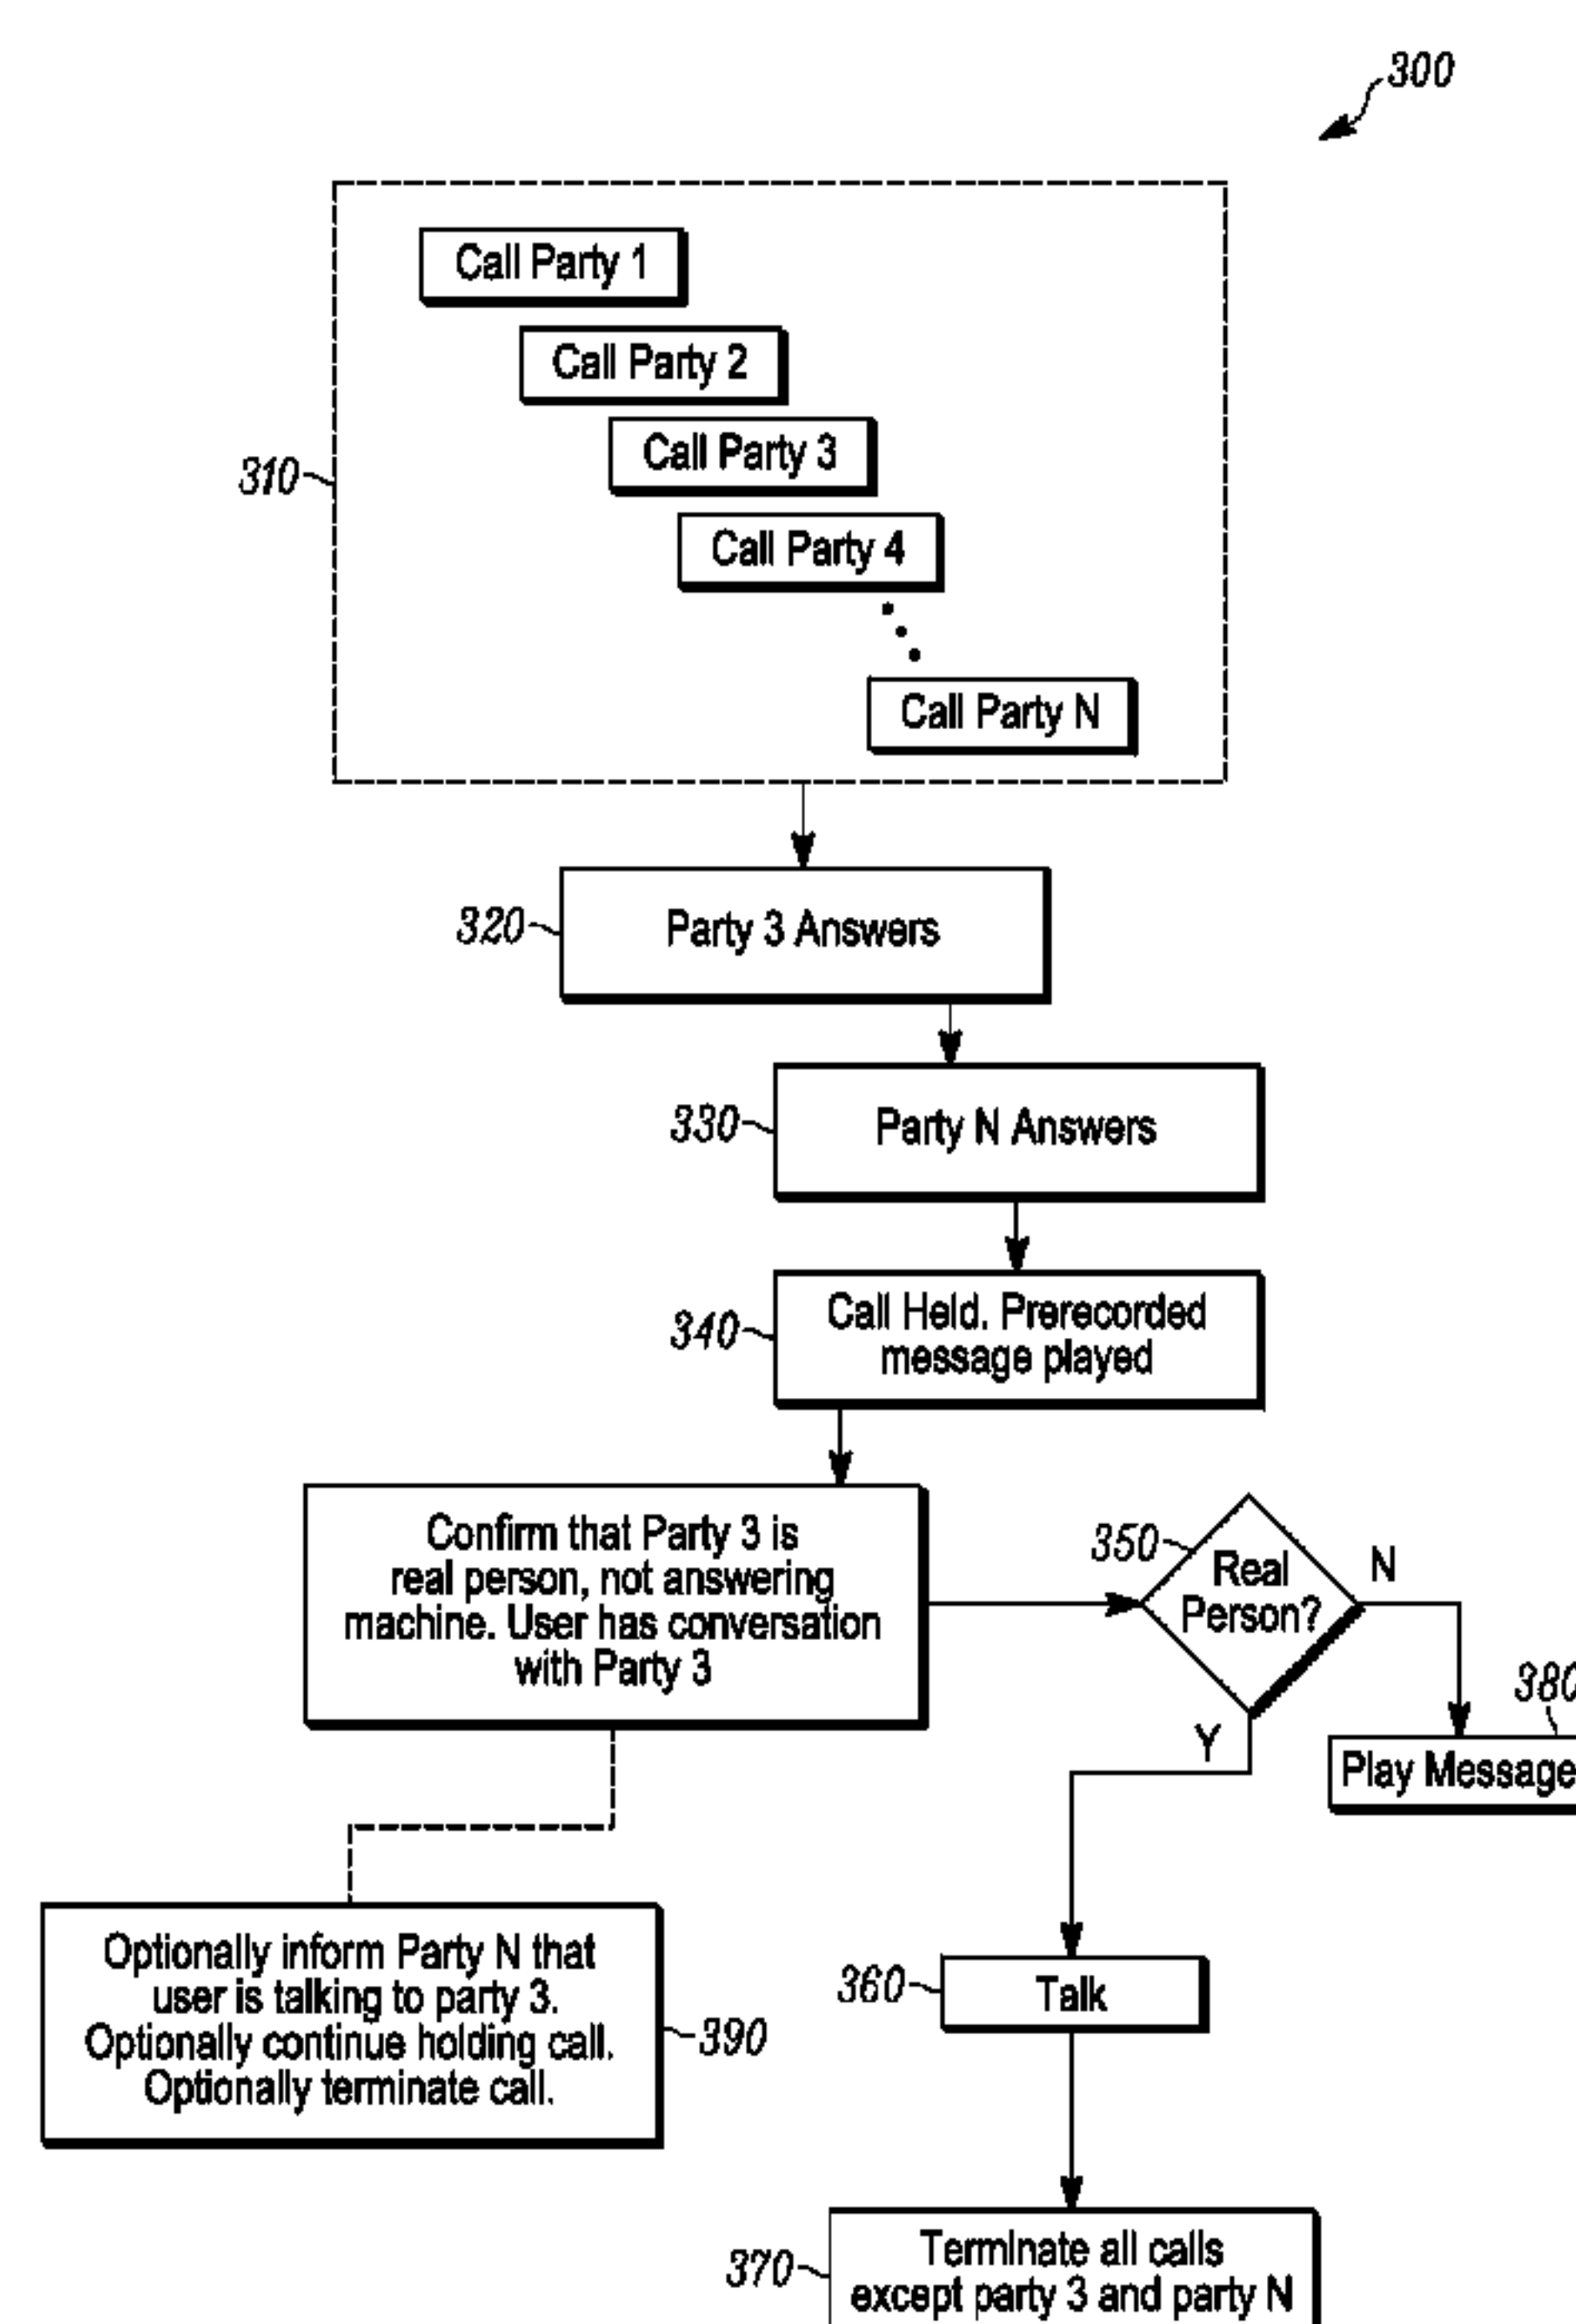 300
Call Party 1
Call Party 2
Call Party 3
310
Call Party 4
Call Party N
320
Party 3 Answers
330
Party N Answers
340
Call Held. Prerecorded
message played
Confirm that Party 3 is
real person, not answering
machine. User has conversation
with Party 3
350
Real
Person?
N
Y
380
Play Message
Optionally inform Party N that
user is talking to party 3.
Optionally continue holding call.
Optionally terminate call.
390
360
Talk
370
Terminate all calls
except party 3 and party N